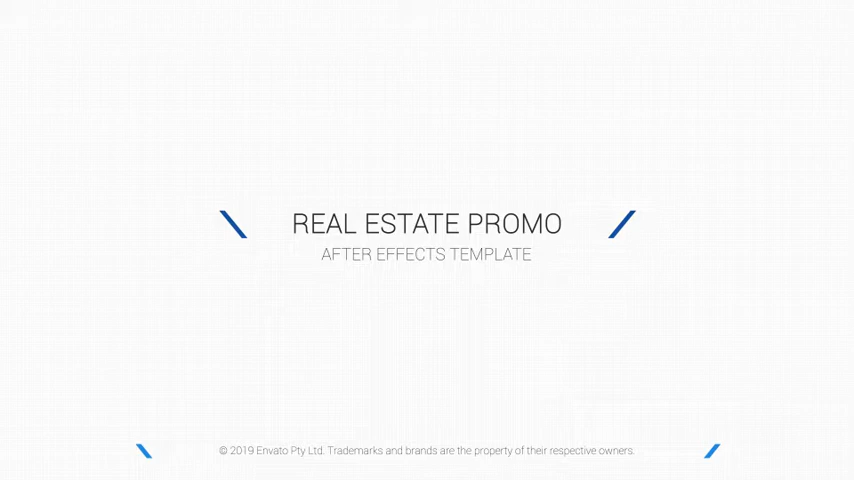 REAL ESTATE PROMO
AFTER EFFECTS TEMPLATE
© 2019 Envato Pty Ltd. Trademarks and brands are the property of their respective owners.